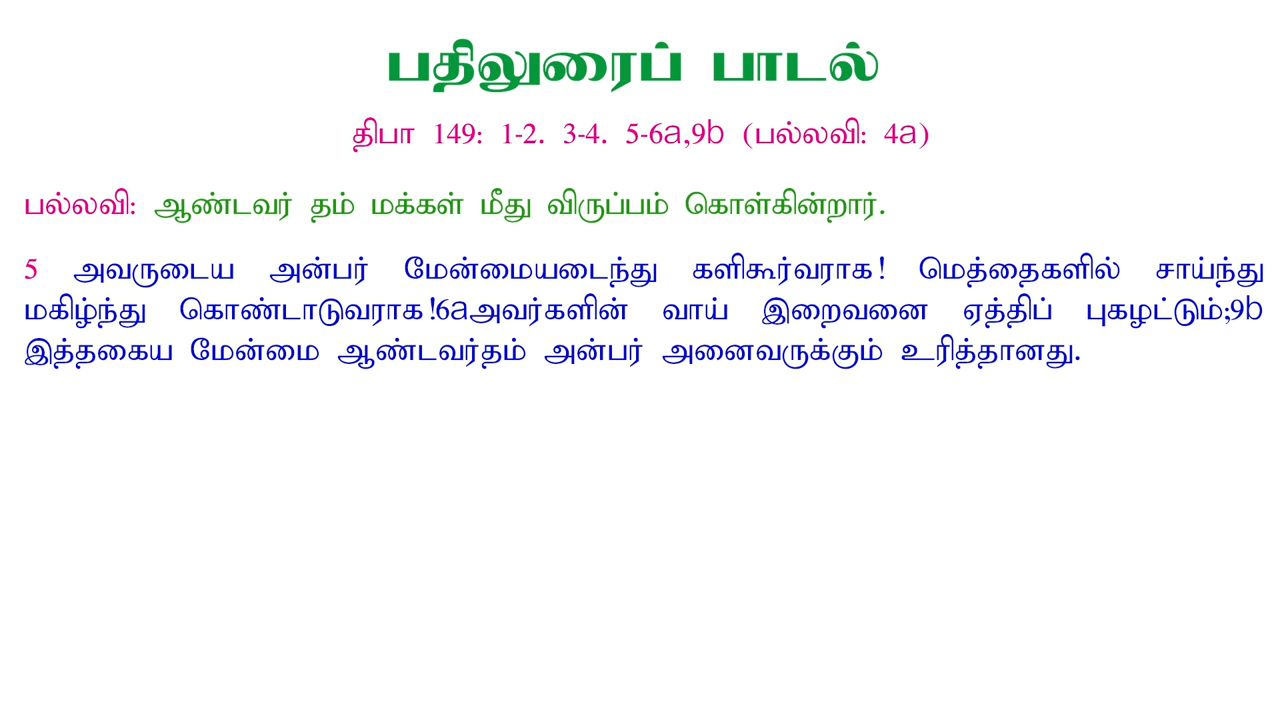 பதிலுரைப் பாடல்
திபா 149: 1-2. 3-4. 5-6a,9b (பல்லவி: 4a)
பல்லவி: ஆண்டவர் தம் மக்கள் மீது விருப்பம் கொள்கின்றார்.
5 அவருடைய அன்பர் மேன்மையடைந்து களிகூர்வராக! மெத்தைகளில் சாய்ந்து
மகிழ்ந்து கொண்டாடுவராக!6aஅவர்களின் வாய் இறைவனை ஏத்திப் புகழட்டும்;9b
இத்தகைய மேன்மை ஆண்டவர்தம் அன்பர் அனைவருக்கும் உரித்தானது.